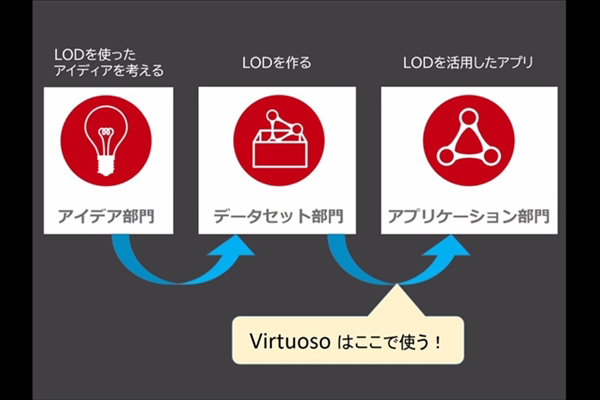 LODを使った
アイディアを考える
LODを作る
LODを活用したアプリ
アイデア部門
データセット部門
アプリケーション部門
Virtuoso はここで使う！